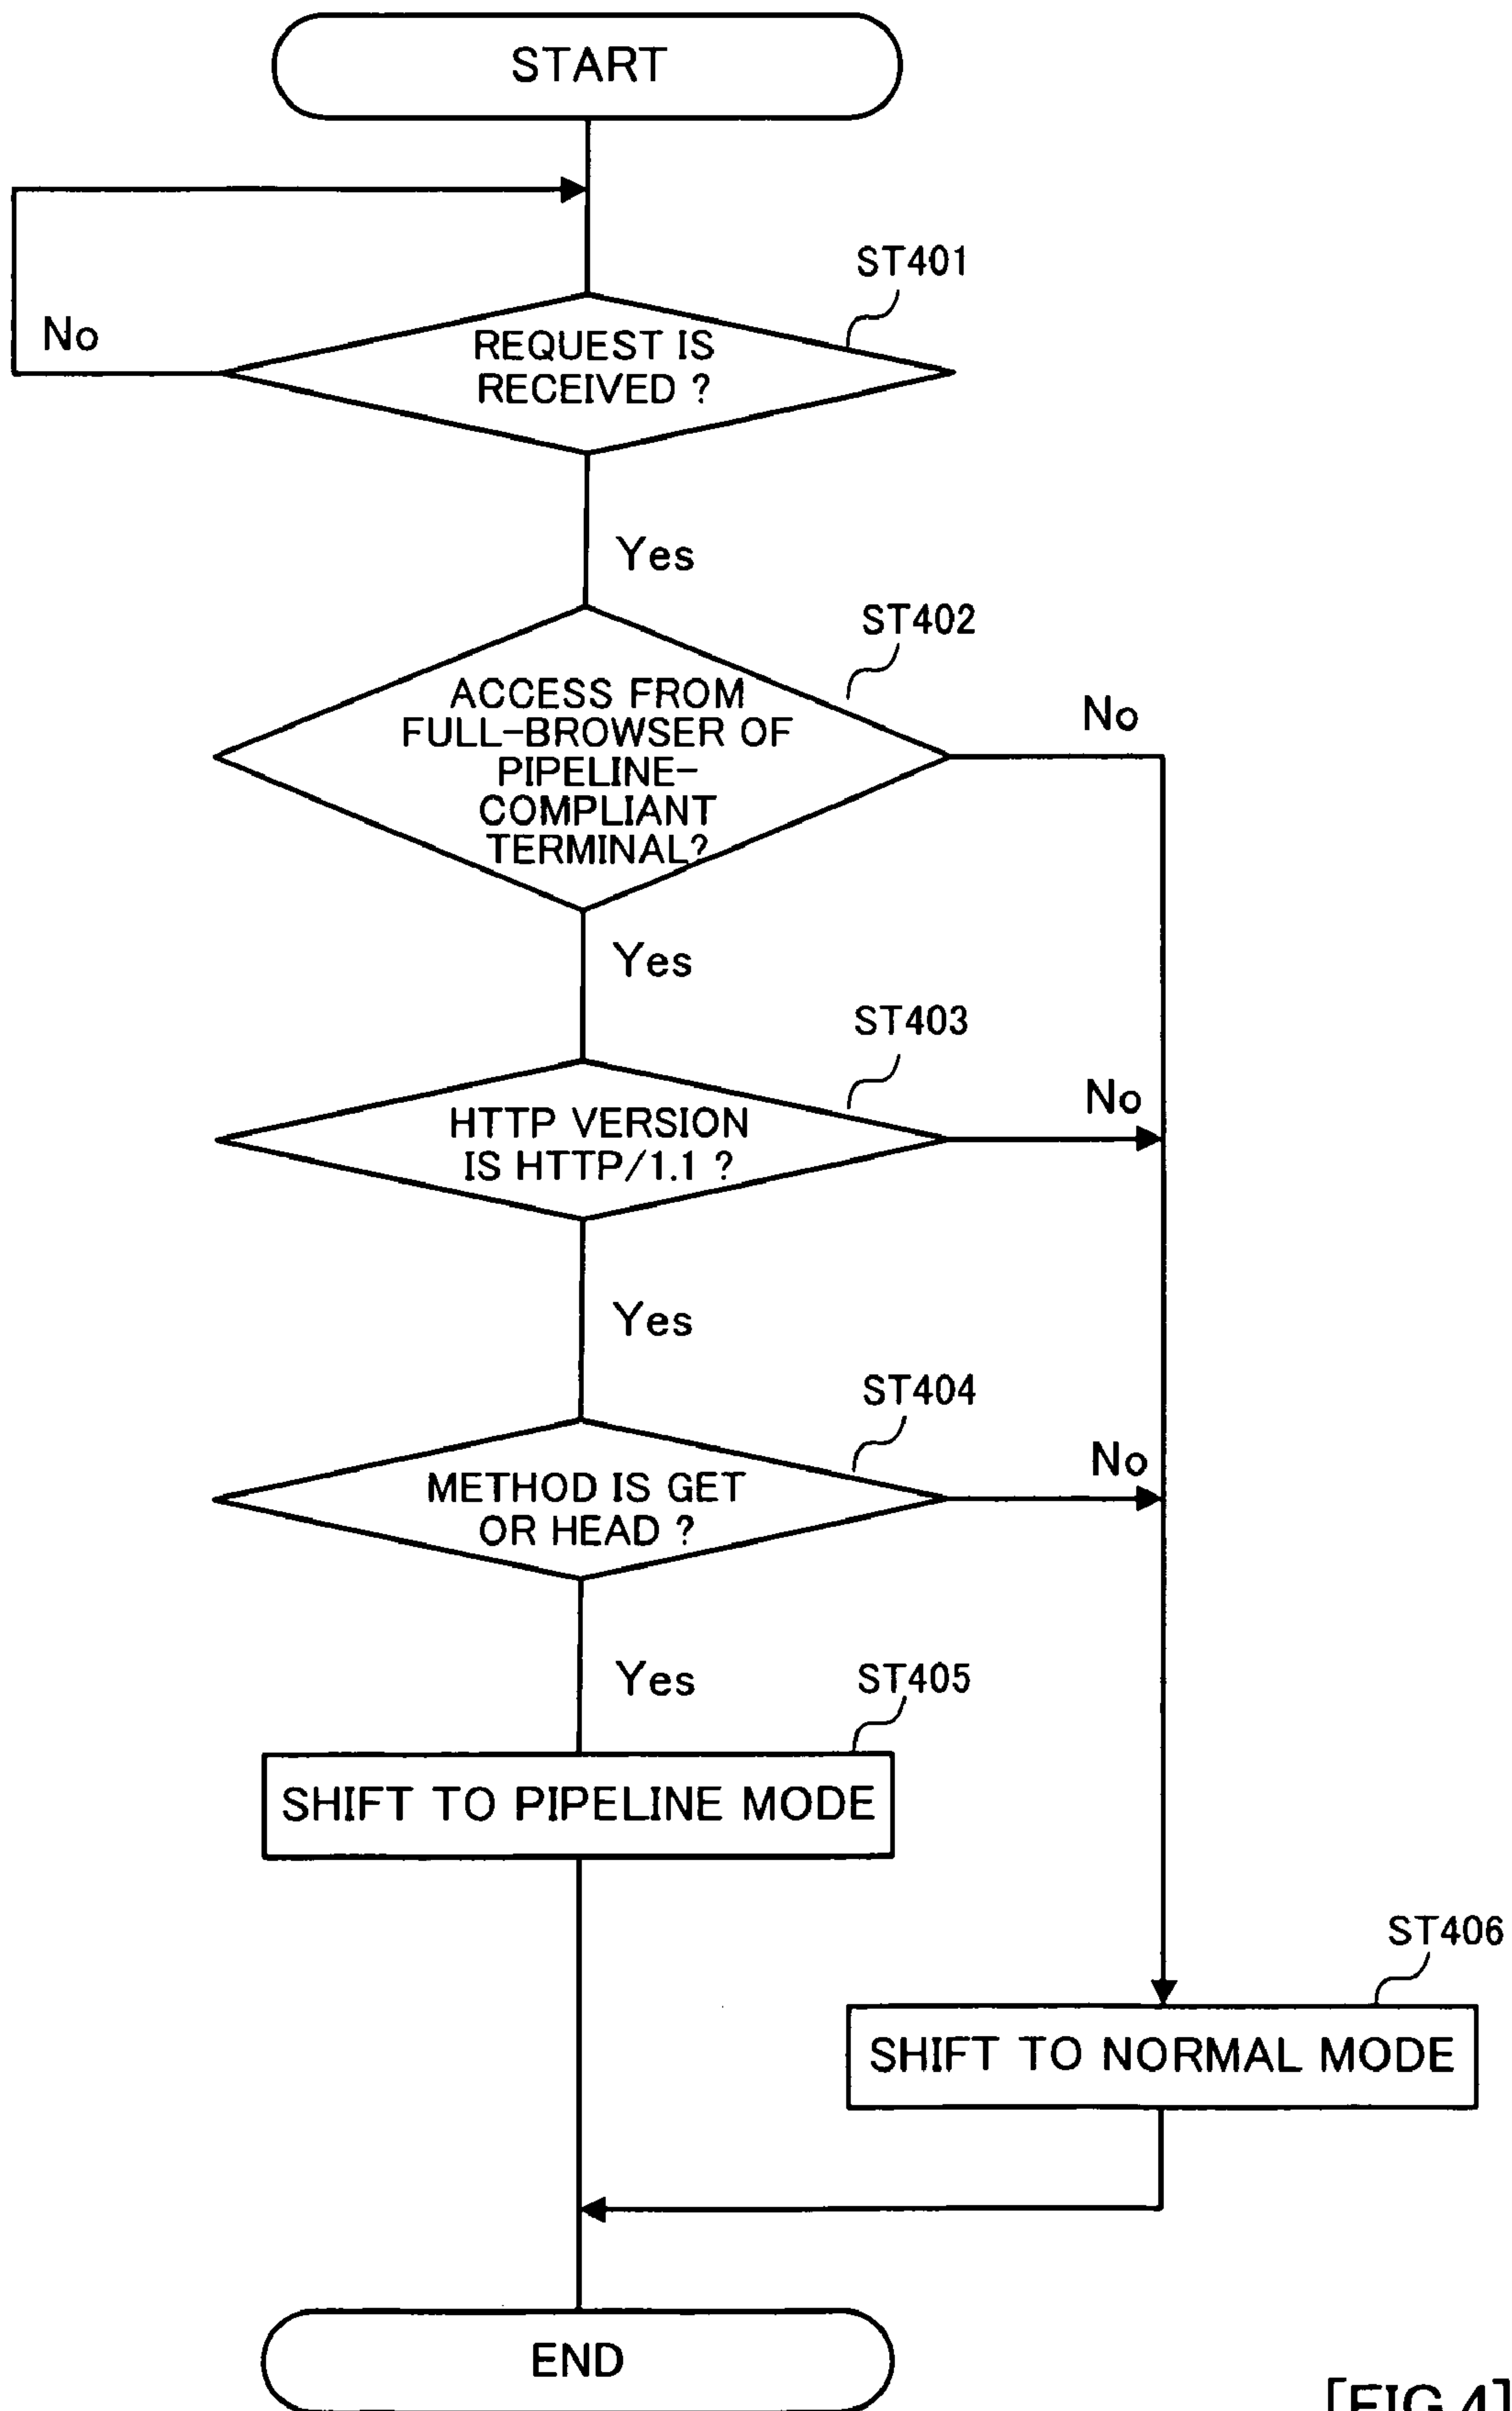 START
ST401
No
REQUEST IS
RECEIVED ?
Yes
ST402
ACCESS FROM
FULL-BROWSER OF
PIPELINE-
COMPLIANT
TERMINAL?
No
Yes
ST403
HTTP VERSION
IS HTTP/1.1 ?
No
Yes
ST404
METHOD IS GET
OR HEAD ?
No
Yes
ST405
SHIFT TO PIPELINE MODE
ST406
SHIFT TO NORMAL MODE
END
[FIG.4]